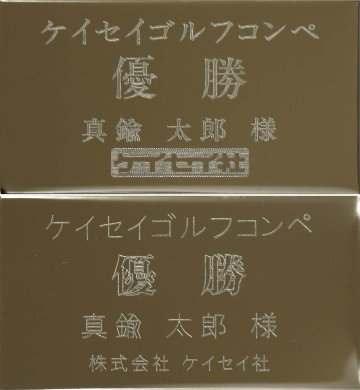 ケイセイゴルフコンペ
優勝
真鍮 太郎 様
ケイセイ社
ケイセイゴルフコンペ
優勝
真鍮 太郎 様
株式会社 ケイセイ社